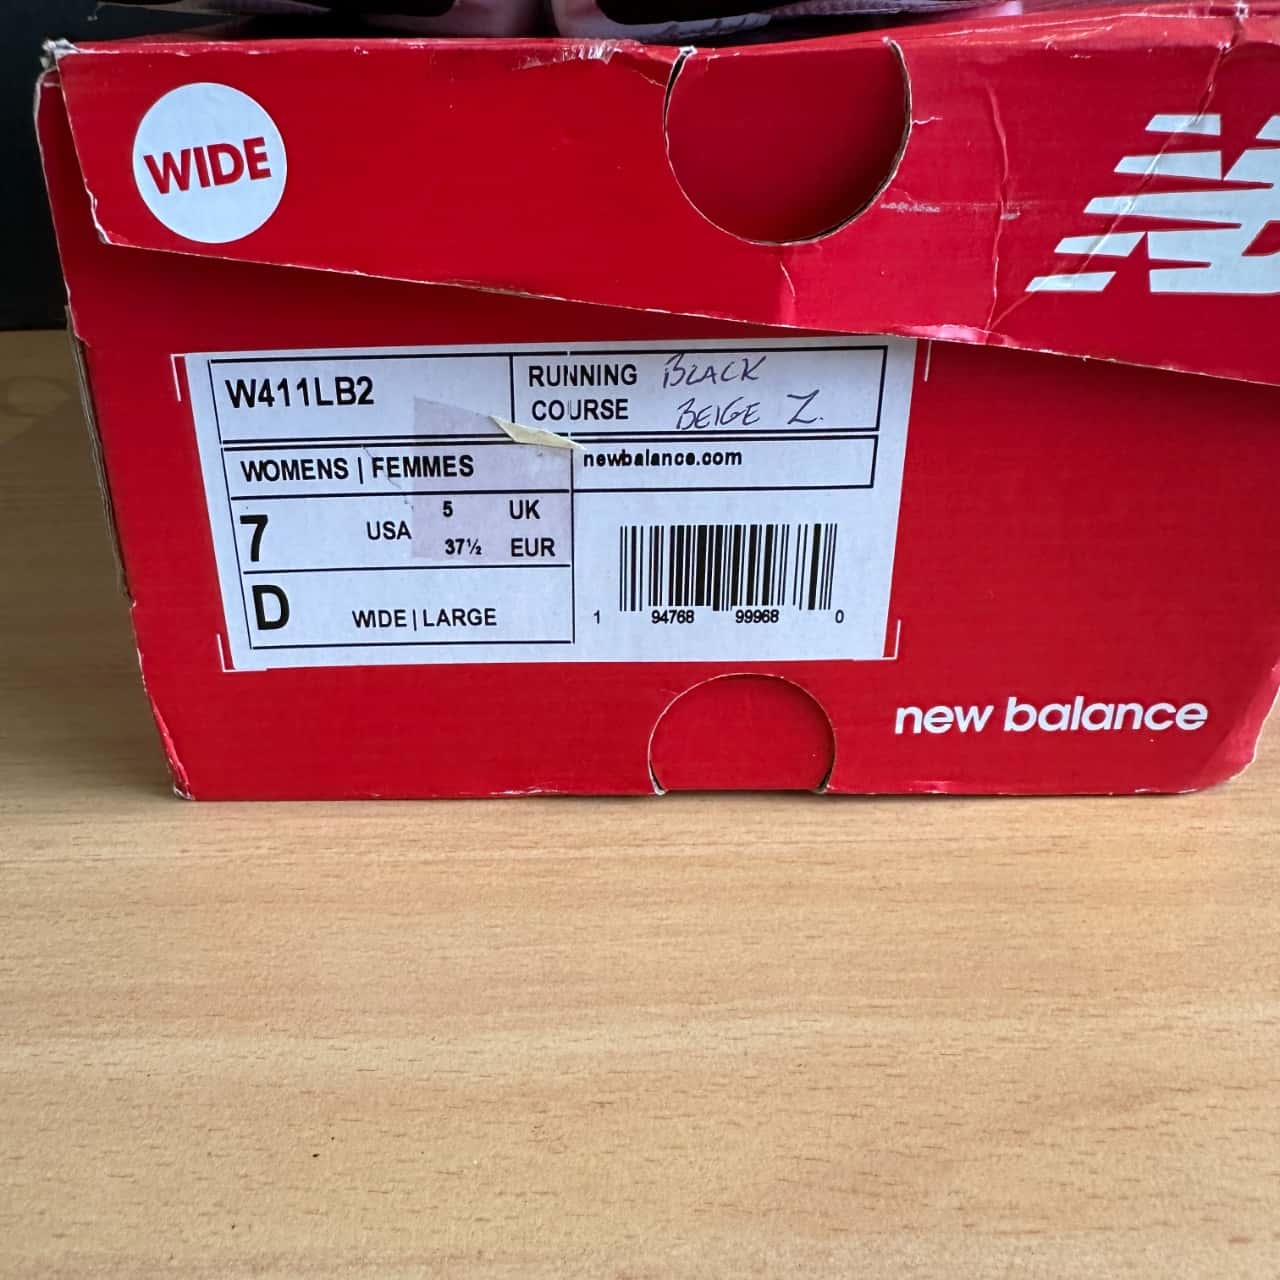 WIDE
W411LB2
RUNNING BLACK
COURSE BEIGE Z.
WOMENS | FEMMES
newbalance.com
7 USA 5 UK
37½ EUR
D WIDE | LARGE
1 94768 99968 0
new balance